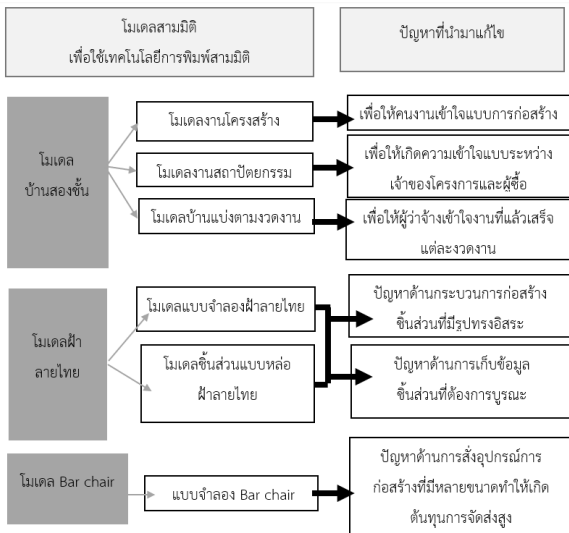 โมเดลสามมิติ
เพื่อใช้เทคโนโลยีการพิมพ์สามมิติ
ปัญหาที่นำมาแก้ไข
โมเดล
บ้านสองชั้น
โมเดลงานโครงสร้าง
เพื่อให้คนงานเข้าใจแบบการก่อสร้าง
โมเดลงานสถาปัตยกรรม
เพื่อให้เกิดความเข้าใจแบบระหว่าง
เจ้าของโครงการและผู้ซื้อ
โมเดลบ้านแบ่งตามงวดงาน
เพื่อให้ผู้ว่าจ้างเข้าใจงานที่แล้วเสร็จ
แต่ละงวดงาน
โมเดลฝ้า
ลายไทย
โมเดลแบบจำลองฝ้าลายไทย
ปัญหาด้านกระบวนการก่อสร้าง
ชิ้นส่วนที่มีรูปทรงอิสระ
โมเดลชิ้นส่วนแบบหล่อ
ฝ้าลายไทย
ปัญหาด้านการเก็บข้อมูล
ชิ้นส่วนที่ต้องการบูรณะ
โมเดล Bar chair
แบบจำลอง Bar chair
ปัญหาด้านการสั่งอุปกรณ์การ
ก่อสร้างที่มีหลายขนาดทำให้เกิด
ต้นทุนการจัดส่งสูง